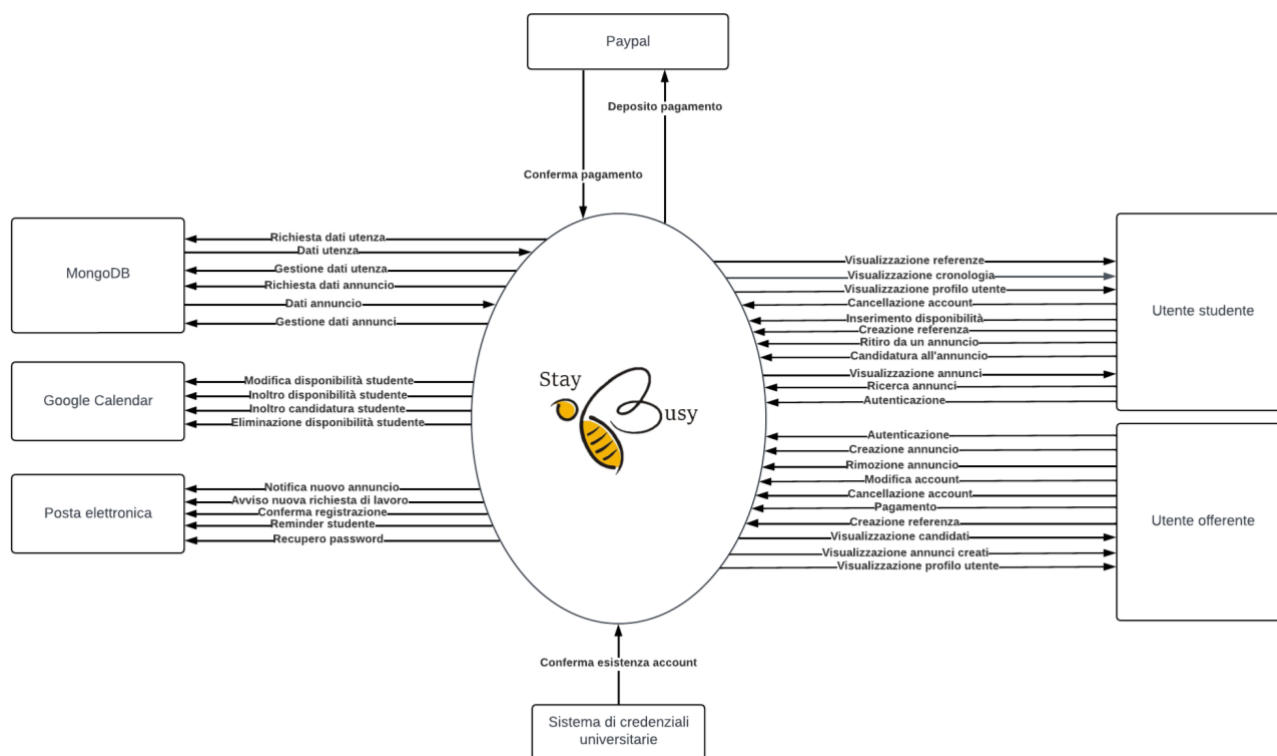 Paypal
Deposito pagamento
Conferma pagamento
MongoDB
Richiesta dati utenza
Dati utenza
Gestione dati utenza
Richiesta dati annuncio
Dati annuncio
Gestione dati annunci
Google Calendar
Modifica disponibilità studente
Inoltro disponibilità studente
Inoltro candidatura studente
Eliminazione disponibilità studente
Posta elettronica
Notifica nuovo annuncio
Avviso nuova richiesta di lavoro
Conferma registrazione
Reminder studente
Recupero password
Stay
Busy
Visualizzazione referenze
Visualizzazione cronologia
Visualizzazione profilo utente
Cancellazione account
Inserimento disponibilità
Creazione referenza
Ritiro da un annuncio
Candidatura all'annuncio
Visualizzazione annunci
Ricerca annunci
Autenticazione
Utente studente
Autenticazione
Creazione annuncio
Rimozione annuncio
Modifica account
Cancellazione account
Pagamento
Creazione referenza
Visualizzazione candidati
Visualizzazione annunci creati
Visualizzazione profilo utente
Utente offerente
Conferma esistenza account
Sistema di credenziali
universitarie